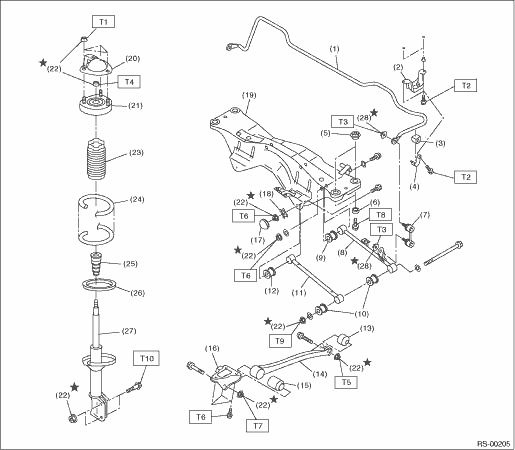 T1
(20)
★
(22)
T4
(21)
(23)
(24)
(25)
(26)
(27)
T10
★
(22)
(1)
(2)
T2
(19)
★
(28)
T3
(5)
(3)
(4)
T2
★
(18)
(22)
T6
(17)
(6)
T8
(7)
★
(22)
T6
(9)
(8)
T3
★
(28)
(12)
(11)
(10)
★
(22)
T9
(13)
(16)
(14)
(22)
★
T5
(15)
★
(22)
T6
T7
RS-00205